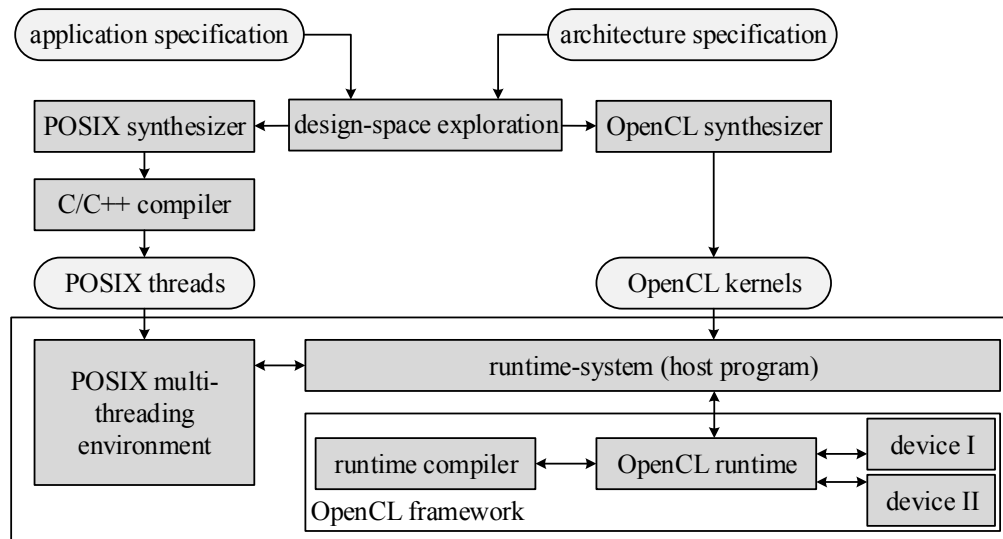 application specification
architecture specification
POSIX synthesizer
design-space exploration
OpenCL synthesizer
C/C++ compiler
POSIX threads
OpenCL kernels
POSIX multi-
threading
environment
runtime-system (host program)
runtime compiler
OpenCL runtime
device I
device II
OpenCL framework